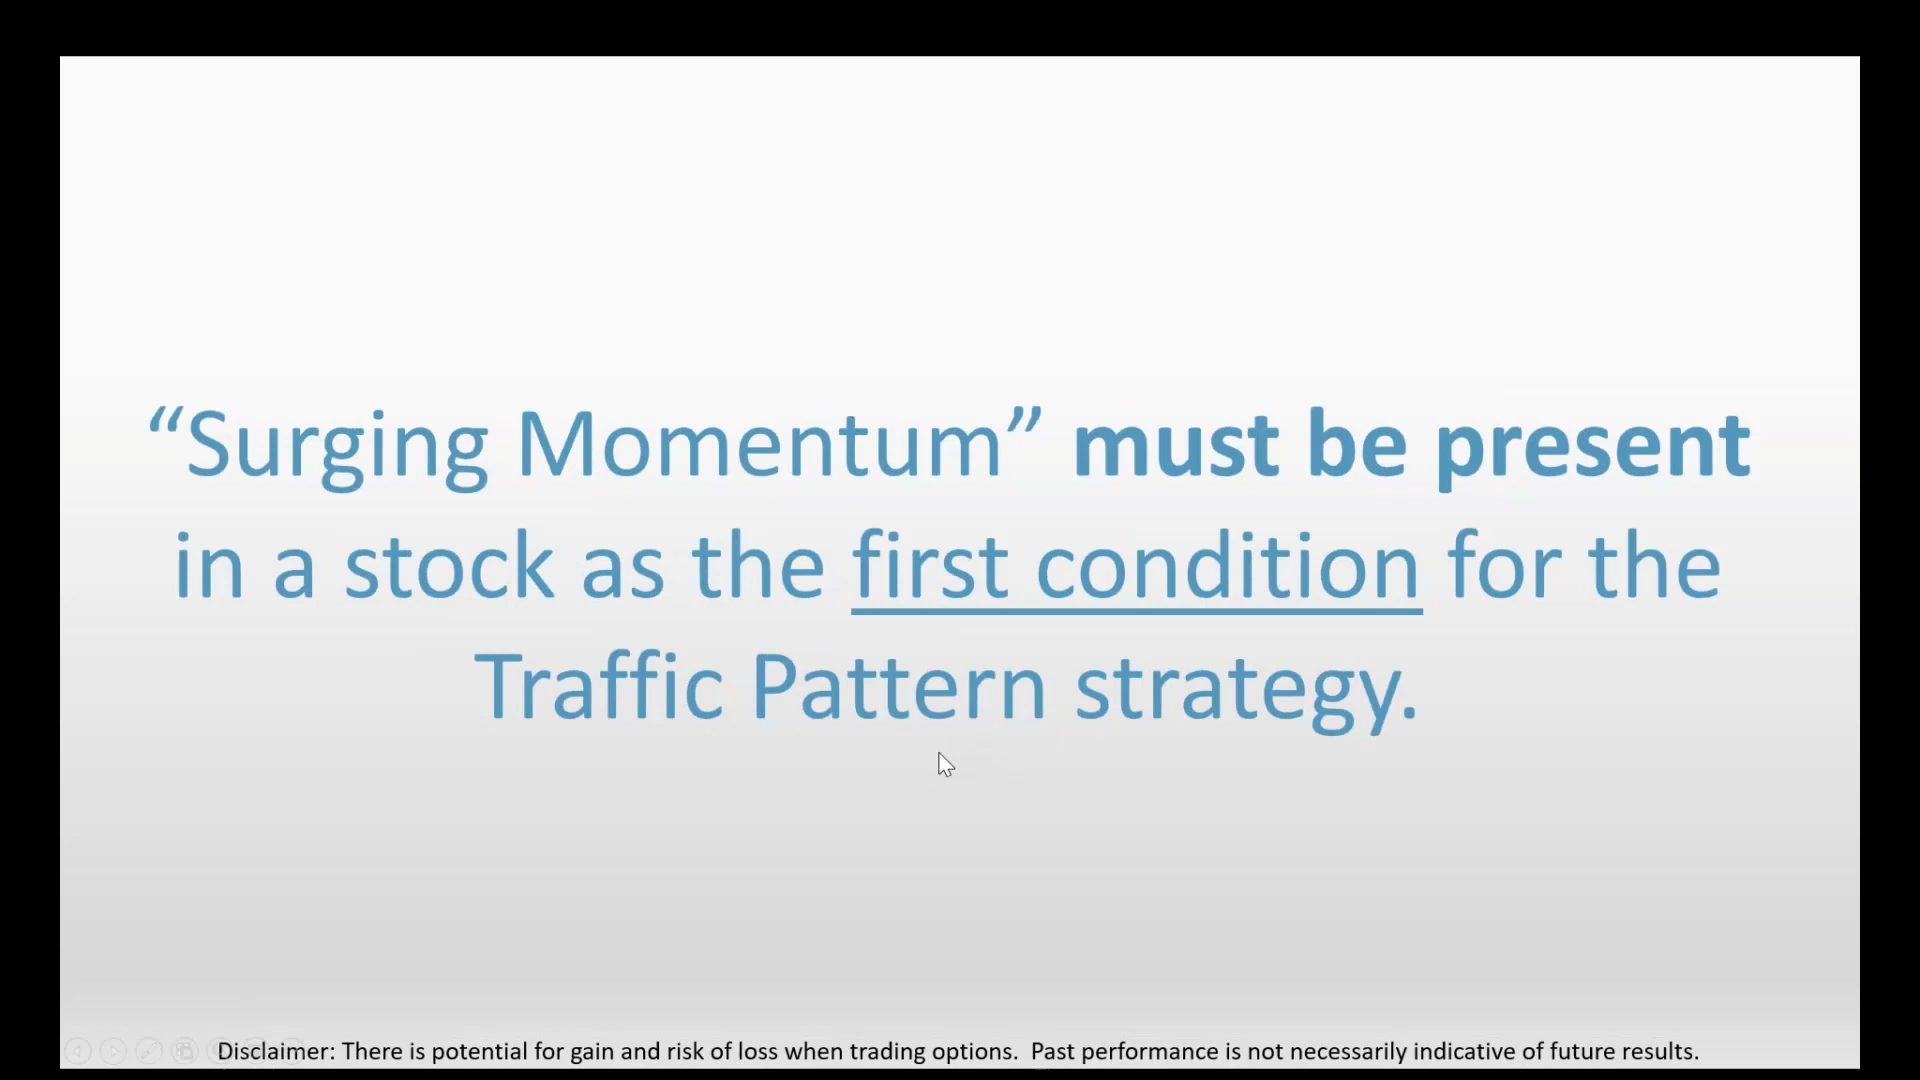 “Surging Momentum” must be present
in a stock as the first condition for the
Traffic Pattern strategy.
Disclaimer: There is potential for gain and risk of loss when trading options.  Past performance is not necessarily indicative of future results.